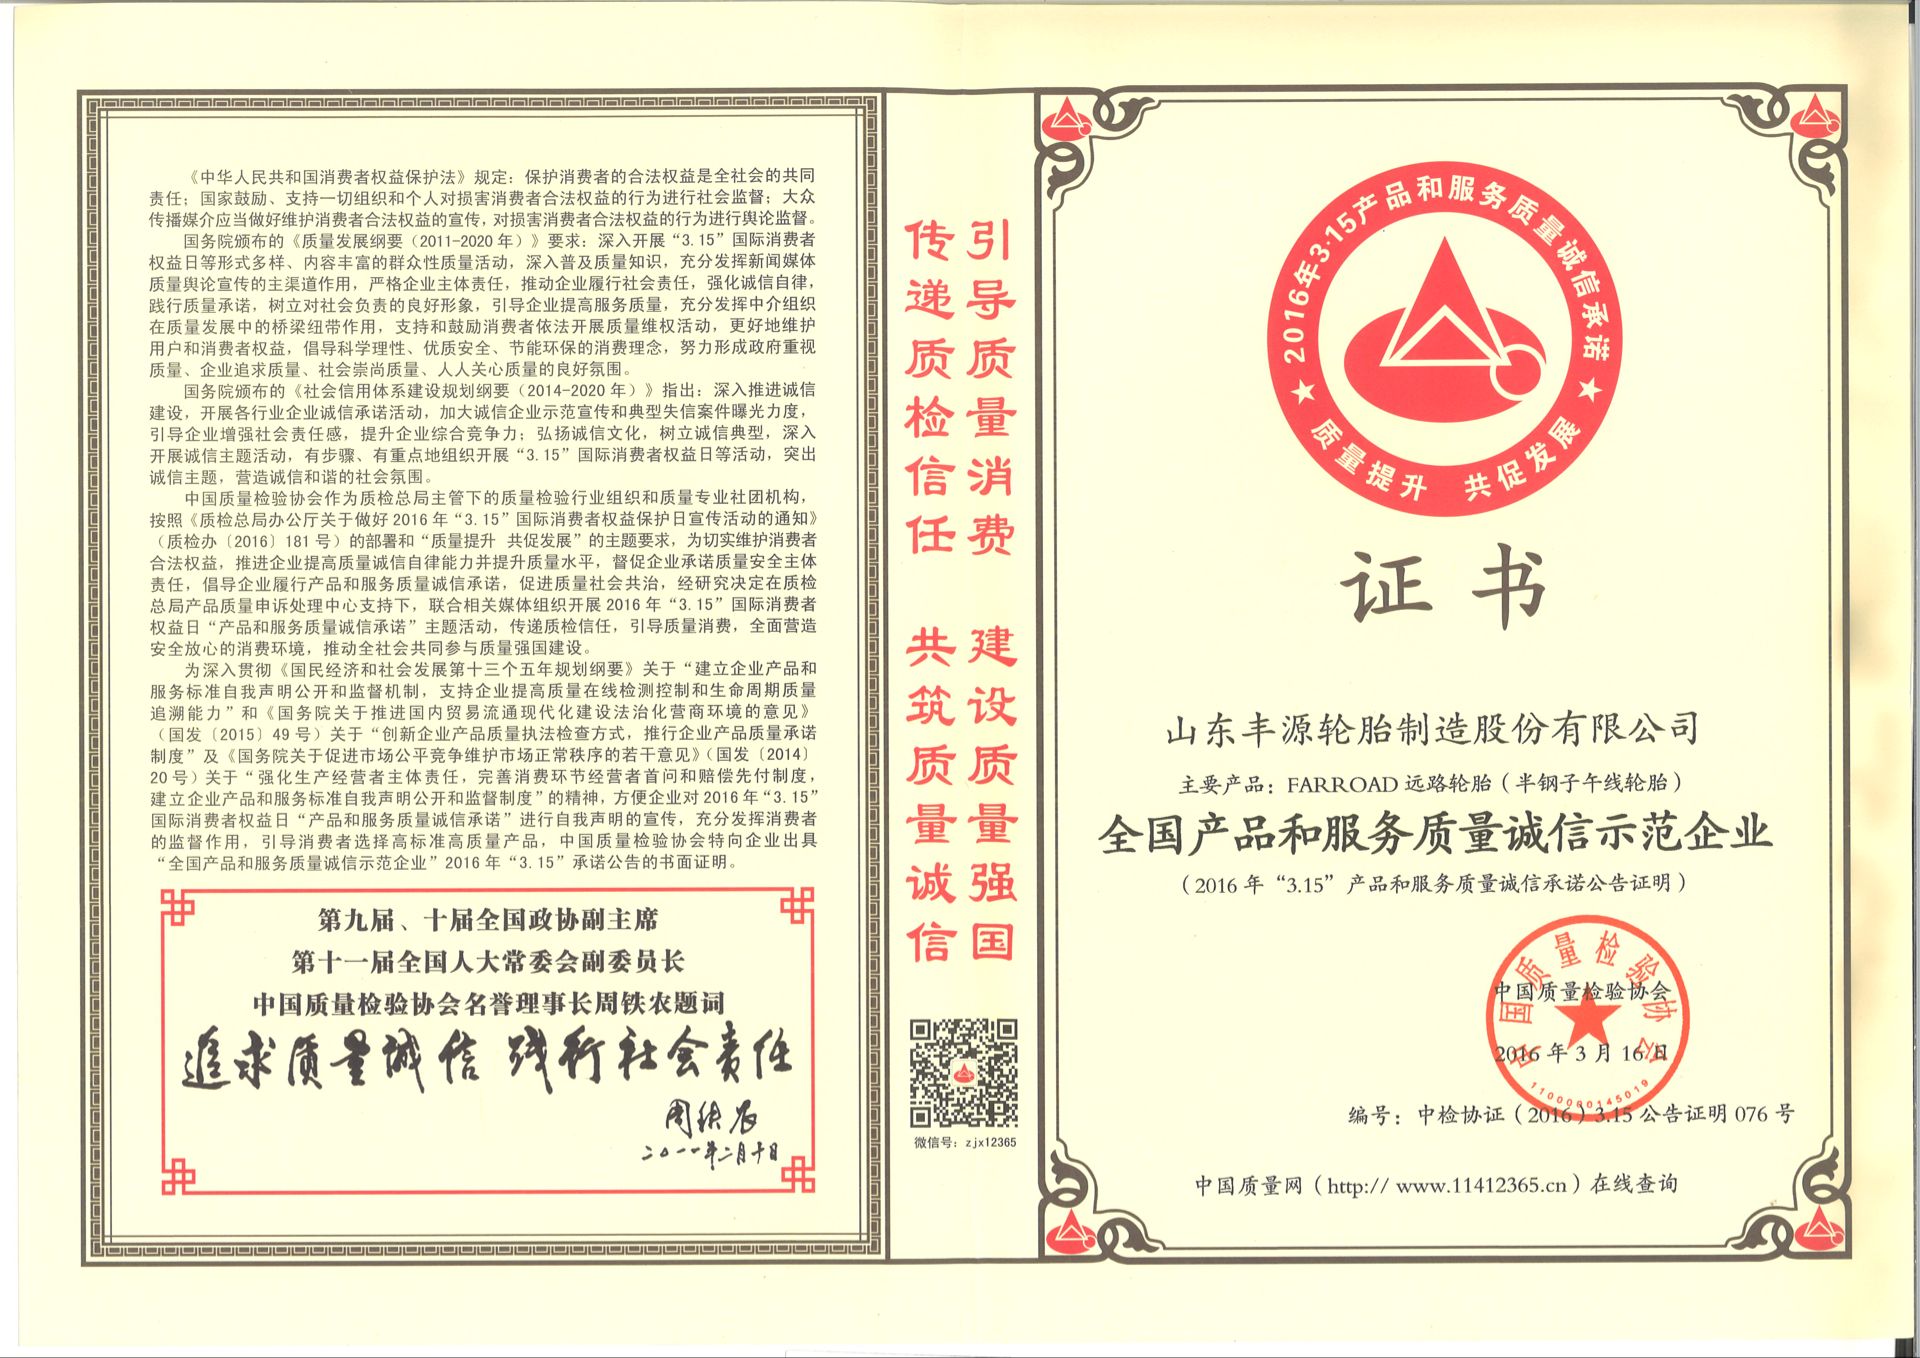 《中华人民共和国消费者权益保护法》规定：保护消费者的合法权益是全社会的共同
责任；国家鼓励、支持一切组织和个人对损害消费者合法权益的行为进行社会监督；大众
传播媒介应当做好维护消费者合法权益的宣传，对损害消费者合法权益的行为进行舆论监督。
国务院颁布的《质量发展纲要（2011-2020 年）》要求：深入开展“3.15”国际消费者
权益日等形式多样、内容丰富的群众性质量活动，深入普及质量知识，充分发挥新闻媒体
质量舆论宣传的主渠道作用，严格企业主体责任，推动企业履行社会责任，强化诚信自律，
践行质量承诺，树立对社会负责的良好形象，引导企业提高服务质量，充分发挥中介组织
在质量发展中的桥梁纽带作用，支持和鼓励消费者依法开展质量维权活动，更好地维护
用户和消费者权益，倡导科学理性、优质安全、节能环保的消费理念，努力形成政府重视
质量、企业追求质量、社会崇尚质量、人人关心质量的良好氛围。
国务院颁布的《社会信用体系建设规划纲要（2014-2020 年）》指出：深入推进诚信
建设，开展各行业企业诚信承诺活动，加大诚信企业示范宣传和典型失信案件曝光力度，
引导企业增强社会责任感，提升企业综合竞争力；弘扬诚信文化，树立诚信典型，深入
开展诚信主题活动，有步骤、有重点地组织开展“3.15”国际消费者权益日等活动，突出
诚信主题，营造诚信和谐的社会氛围。
中国质量检验协会作为质检总局主管下的质量检验行业组织和质量专业社团机构，
按照《质检总局办公厅关于做好 2016 年“3.15”国际消费者权益保护日宣传活动的通知》
（质检办〔2016〕181 号）的部署和“质量提升 共促发展”的主题要求，为切实维护消费者
合法权益，推进企业提高质量诚信自律能力并提升质量水平，督促企业承诺质量安全主体
责任，倡导企业履行产品和服务质量诚信承诺，促进质量社会共治，经研究决定在质检
总局产品质量申诉处理中心支持下，联合相关媒体组织开展 2016 年“3.15”国际消费者
权益日“产品和服务质量诚信承诺”主题活动，传递质检信任，引导质量消费，全面营造
安全放心的消费环境，推动全社会共同参与质量强国建设。
为深入贯彻《国民经济和社会发展第十三个五年规划纲要》关于“建立企业产品和
服务标准自我声明公开和监督机制，支持企业提高质量在线检测控制和生命周期质量
追溯能力”和《国务院关于推进国内贸易流通现代化建设法治化营商环境的意见》
（国发〔2015〕49 号）关于“创新企业产品质量执法检查方式，推行企业产品质量承诺
制度”及《国务院关于促进市场公平竞争维护市场正常秩序的若干意见》（国发〔2014〕
20 号）关于“强化生产经营者主体责任，完善消费环节经营者首问和赔偿先付制度，
建立企业产品和服务标准自我声明公开和监督制度”的精神，方便企业对 2016 年“3.15”
国际消费者权益日“产品和服务质量诚信承诺”进行自我声明的宣传，充分发挥消费者
的监督作用，引导消费者选择高标准高质量产品，中国质量检验协会特向企业出具
“全国产品和服务质量诚信示范企业”2016 年“3.15”承诺公告的书面证明。
第九届、十届全国政协副主席
第十一届全国人大常委会副委员长
中国质量检验协会名誉理事长周铁农题词
追求质量诚信 践行社会责任
周铁农
二〇一一年二月十日
传递质检信任 共筑质量诚信
引导质量消费 建设质量强国
微信号：zjx12365
2016年3·15产品和服务质量诚信承诺
★ 质量提升 共促发展 ★
证书
山东丰源轮胎制造股份有限公司
主要产品：FARROAD 远路轮胎（半钢子午线轮胎）
全国产品和服务质量诚信示范企业
（2016 年“3.15”产品和服务质量诚信承诺公告证明）
中国质量检验协会
中国质量检验协会
2016 年 3 月 16 日
1100000145019
编号：中检协证（2016）3.15 公告证明 076 号
中国质量网（http:// www.11412365.cn）在线查询